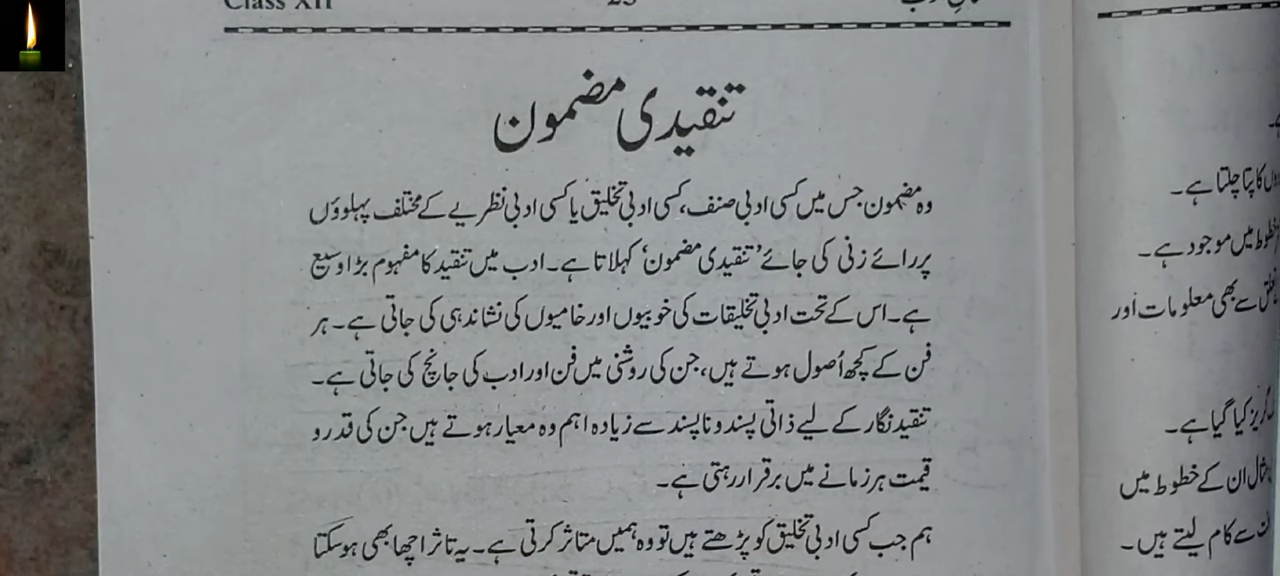 Class XII
تنقیدی مضمون
وہ مضمون جس میں کسی ادبی صنف، کسی ادبی تخلیق یا کسی ادبی نظریے کے مختلف پہلوؤں
پر رائے زنی کی جائے ’تنقیدی مضمون‘ کہلاتا ہے۔ ادب میں تنقید کا مفہوم بڑا وسیع
ہے۔ اس کے تحت ادبی تخلیقات کی خوبیوں اور خامیوں کی نشاندہی کی جاتی ہے۔ ہر
فن کے کچھ اُصول ہوتے ہیں، جن کی روشنی میں فن اور ادب کی جانچ کی جاتی ہے۔
تنقید نگار کے لیے ذاتی پسند و ناپسند سے زیادہ اہم وہ معیار ہوتے ہیں جن کی قدر و
قیمت ہر زمانے میں برقرار رہتی ہے۔
ہم جب کسی ادبی تخلیق کو پڑھتے ہیں تو وہ ہمیں متاثر کرتی ہے۔ یہ تاثر اچھا بھی ہو سکتا
کا پتا چلتا ہے۔
میں موجود ہے۔
سے بھی معلومات اور
گریز کیا گیا ہے۔
ان کے خطوط میں
سے کام لیتے ہیں۔